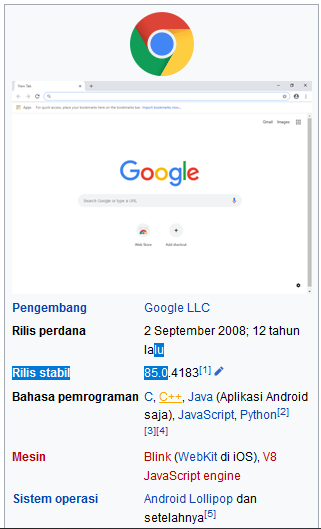 New Tab
For quick access, place your bookmarks here on the bookmarks bar. Import bookmarks now...
Gmail Images
Google
Search Google or type a URL
Web Store Add shortcut
Pengembang Google LLC
Rilis perdana 2 September 2008; 12 tahun
lalu
Rilis stabil 85.0.4183[1]
Bahasa pemrograman C, C++, Java (Aplikasi Android
saja), JavaScript, Python[2]
[3][4]
Mesin Blink (WebKit di iOS), V8
JavaScript engine
Sistem operasi Android Lollipop dan
setelahnya[5]